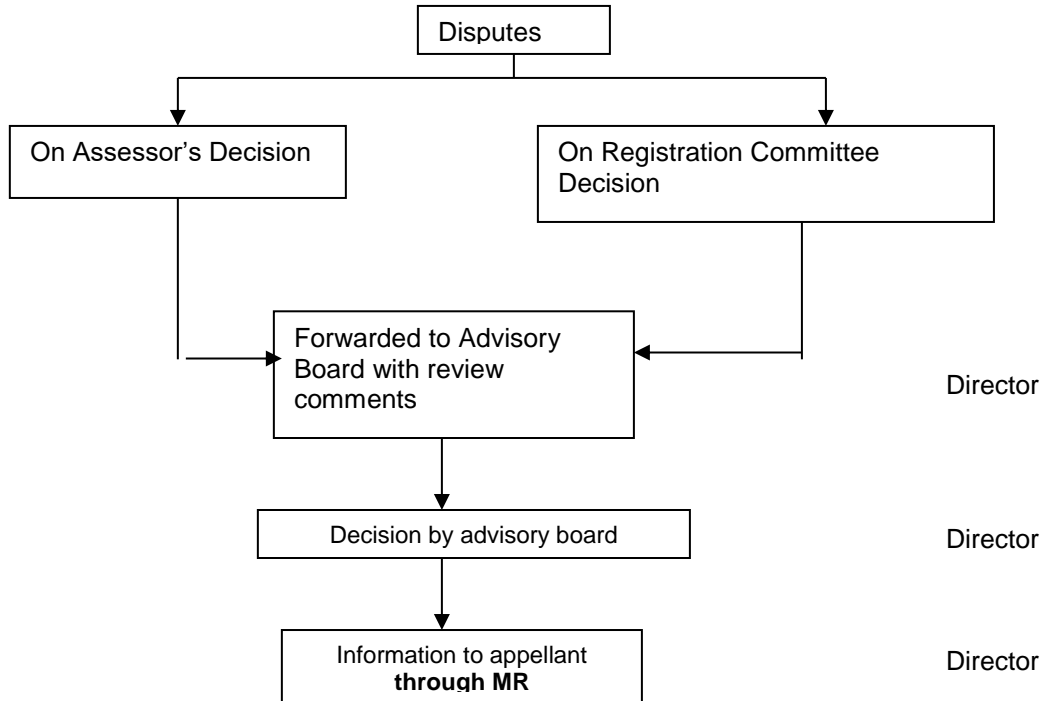 Disputes
On Assessor’s Decision
On Registration Committee
Decision
Forwarded to Advisory
Board with review
comments
Director
Decision by advisory board
Director
Information to appellant
through MR
Director